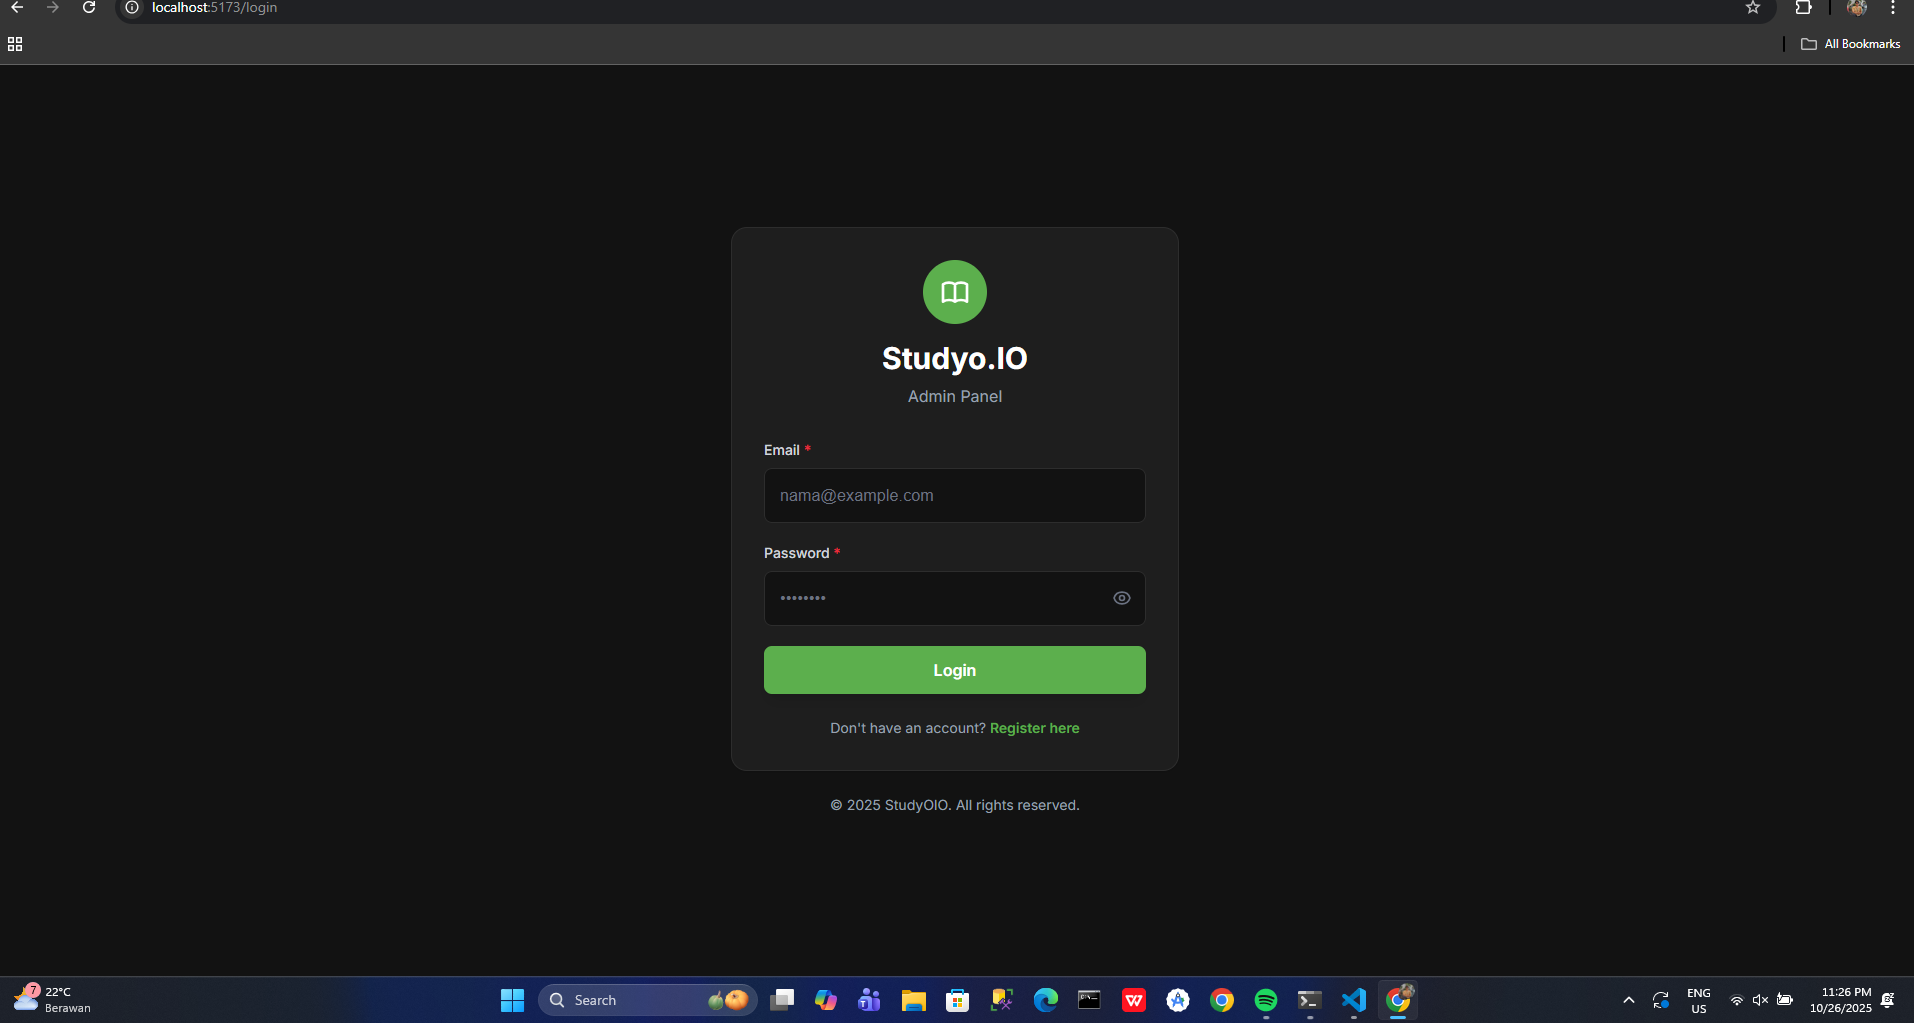 localhost:5173/login
All Bookmarks
Studyo.IO
Admin Panel
Email *
nama@example.com
Password *
••••••••
Login
Don't have an account? Register here
© 2025 StudyOIO. All rights reserved.
7
22°C
Berawan
Search
ENG
US
11:26 PM
10/26/2025